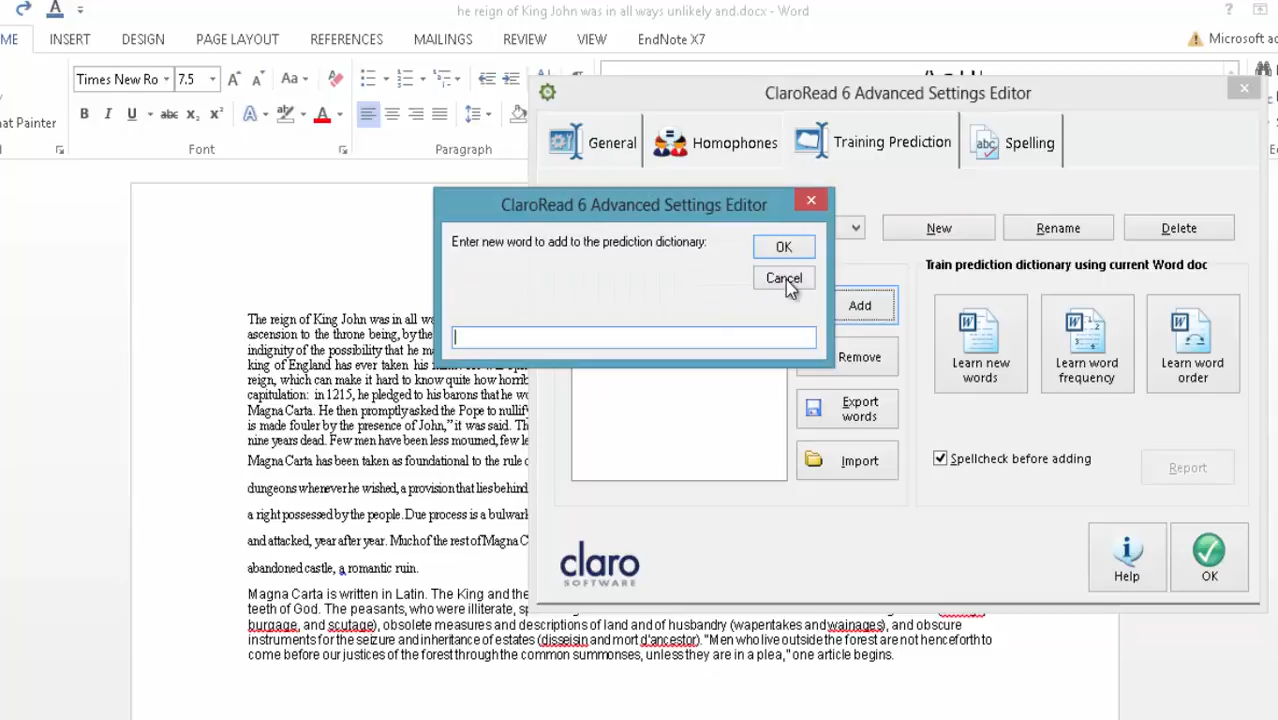 he reign of King John was in all ways unlikely and.docx - Word
?
ME INSERT DESIGN PAGE LAYOUT REFERENCES MAILINGS REVIEW VIEW EndNote X7
Microsoft ac
Times New Ro 7.5 A A Aa
B I U abc x₂ x² A aby A
at Painter
Font
Paragraph
ClaroRead 6 Advanced Settings Editor
General
Homophones
Training Prediction
Spelling
New
Rename
Delete
ClaroRead 6 Advanced Settings Editor
Enter new word to add to the prediction dictionary:
OK
Cancel
Add
Remove
Export words
Import
Train prediction dictionary using current Word doc
Learn new words
Learn word frequency
Learn word order
Spellcheck before adding
Report
claro
SOFTWARE
Help
OK
The reign of King John was in all wa
ascension to the throne being, by the
indignity of the possibility that he m
king of England has ever taken his
reign, which can make it hard to know quite how horrib
capitulation: in 1215, he pledged to his barons that he wo
Magna Carta. He then promptly asked the Pope to nullify
is made fouler by the presence of John," it was said. Th
nine years dead. Few men have been less mourned, few le
Magna Carta has been taken as foundational to the rule o
dungeons whenever he wished, a provision that lies behind
a right possessed by the people. Due process is a bulwark
and attacked, year after year. Much of the rest of Magna C
abandoned castle, a romantic ruin.
Magna Carta is written in Latin. The King and the
teeth of God. The peasants, who were illiterate, sp
burgage, and scutage), obsolete measures and descriptions of land and of husbandry (wapentakes and wainages), and obscure
instruments for the seizure and inheritance of estates (disseisin and mort d'ancestor). "Men who live outside the forest are not henceforth to
come before our justices of the forest through the common summonses, unless they are in a plea," one article begins.